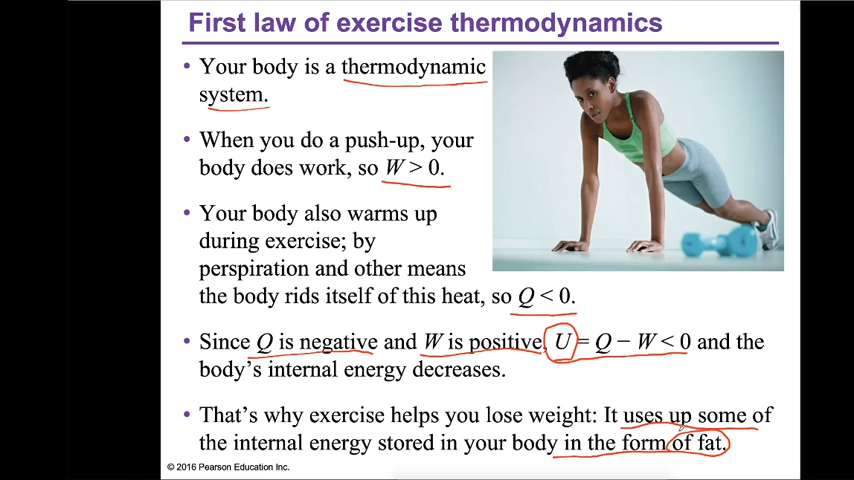 First law of exercise thermodynamics
• Your body is a thermodynamic
system.
• When you do a push-up, your
body does work, so W > 0.
• Your body also warms up
during exercise; by
perspiration and other means
the body rids itself of this heat, so Q < 0.
• Since Q is negative and W is positive, U = Q − W < 0 and the
body's internal energy decreases.
• That's why exercise helps you lose weight: It uses up some of
the internal energy stored in your body in the form of fat.
© 2016 Pearson Education Inc.